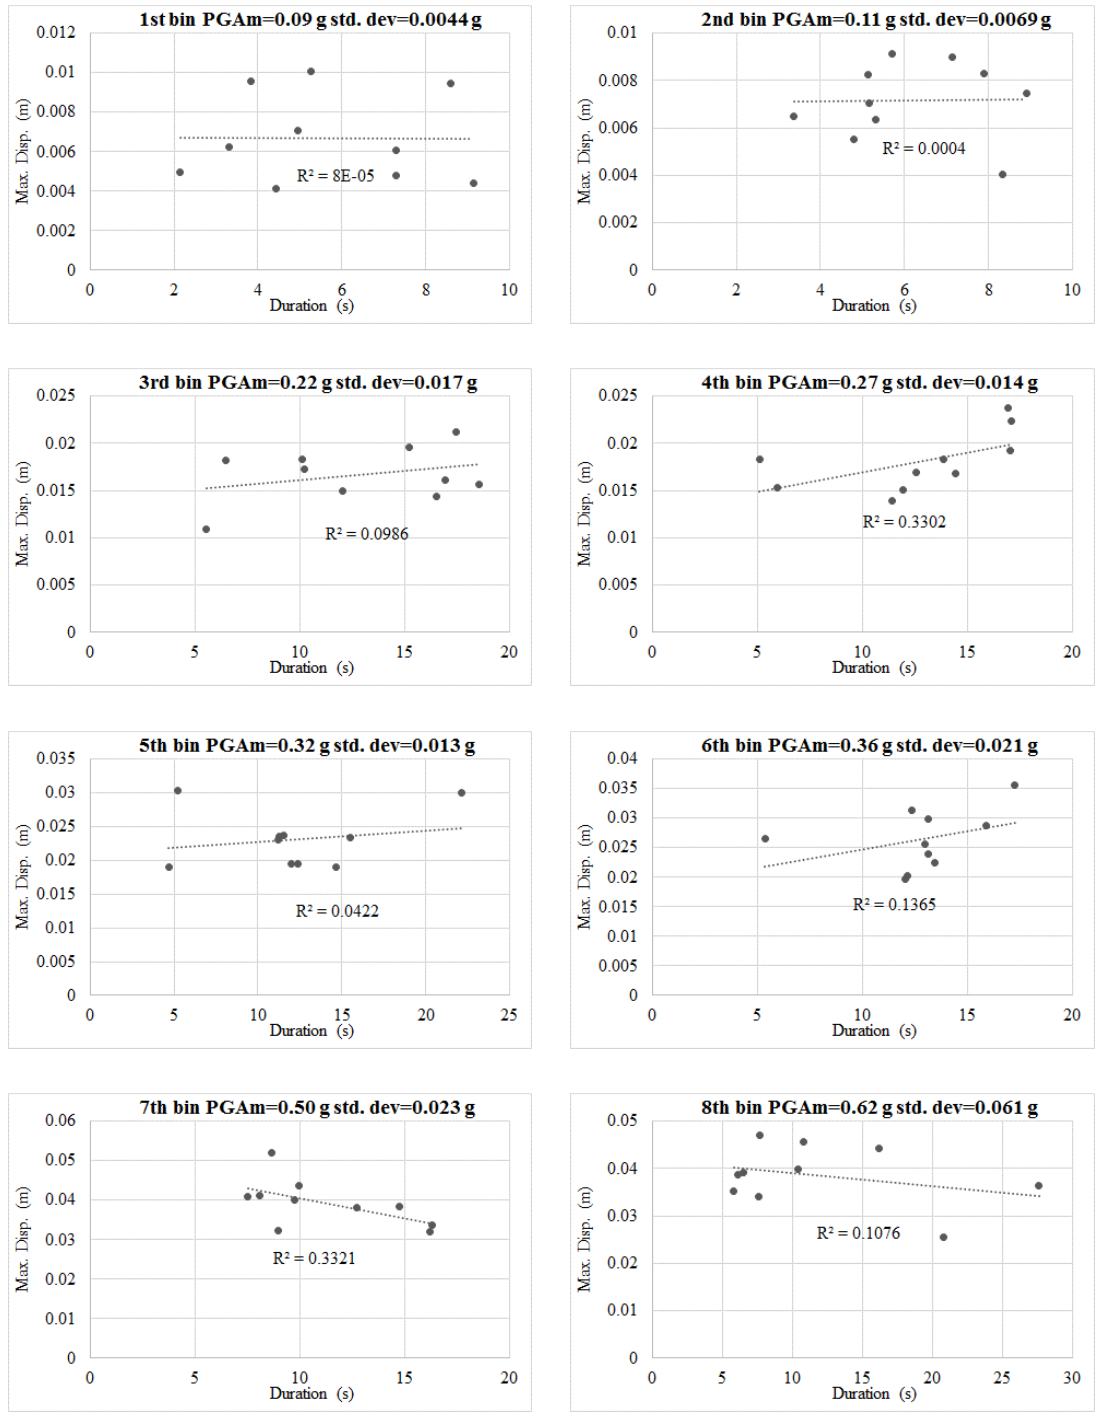 1st bin PGAm=0.09 g std. dev=0.0044 g
0.012
0.01
0.008
0.006
0.004
0.002
0
Max. Disp. (m)
R² = 8E-05
0 2 4 6 8 10
Duration (s)
2nd bin PGAm=0.11 g std. dev=0.0069 g
0.01
0.008
0.006
0.004
0.002
0
Max. Disp. (m)
R² = 0.0004
0 2 4 6 8 10
Duration (s)
3rd bin PGAm=0.22 g std. dev=0.017 g
0.025
0.02
0.015
0.01
0.005
0
Max. Disp. (m)
R² = 0.0986
0 5 10 15 20
Duration (s)
4th bin PGAm=0.27 g std. dev=0.014 g
0.025
0.02
0.015
0.01
0.005
0
Max. Disp. (m)
R² = 0.3302
0 5 10 15 20
Duration (s)
5th bin PGAm=0.32 g std. dev=0.013 g
0.035
0.03
0.025
0.02
0.015
0.01
0.005
0
Max. Disp. (m)
R² = 0.0422
0 5 10 15 20 25
Duration (s)
6th bin PGAm=0.36 g std. dev=0.021 g
0.04
0.035
0.03
0.025
0.02
0.015
0.01
0.005
0
Max. Disp. (m)
R² = 0.1365
0 5 10 15 20
Duration (s)
7th bin PGAm=0.50 g std. dev=0.023 g
0.06
0.05
0.04
0.03
0.02
0.01
0
Max. Disp. (m)
R² = 0.3321
0 5 10 15 20
Duration (s)
8th bin PGAm=0.62 g std. dev=0.061 g
0.05
0.04
0.03
0.02
0.01
0
Max. Disp. (m)
R² = 0.1076
0 5 10 15 20 25 30
Duration (s)